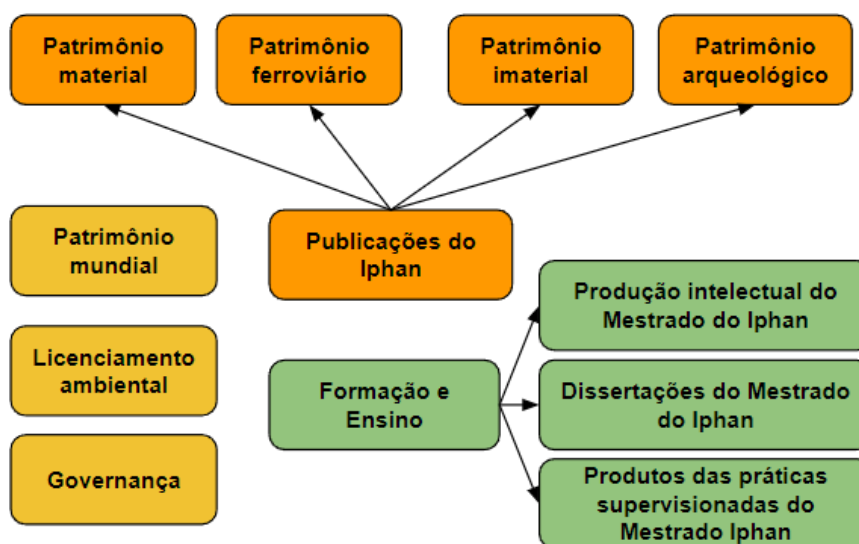 Patrimônio
material
Patrimônio
ferroviário
Patrimônio
imaterial
Patrimônio
arqueológico
Patrimônio
mundial
Publicações do
Iphan
Licenciamento
ambiental
Governança
Formação e
Ensino
Produção intelectual do
Mestrado do Iphan
Dissertações do Mestrado
do Iphan
Produtos das práticas
supervisionadas do
Mestrado Iphan